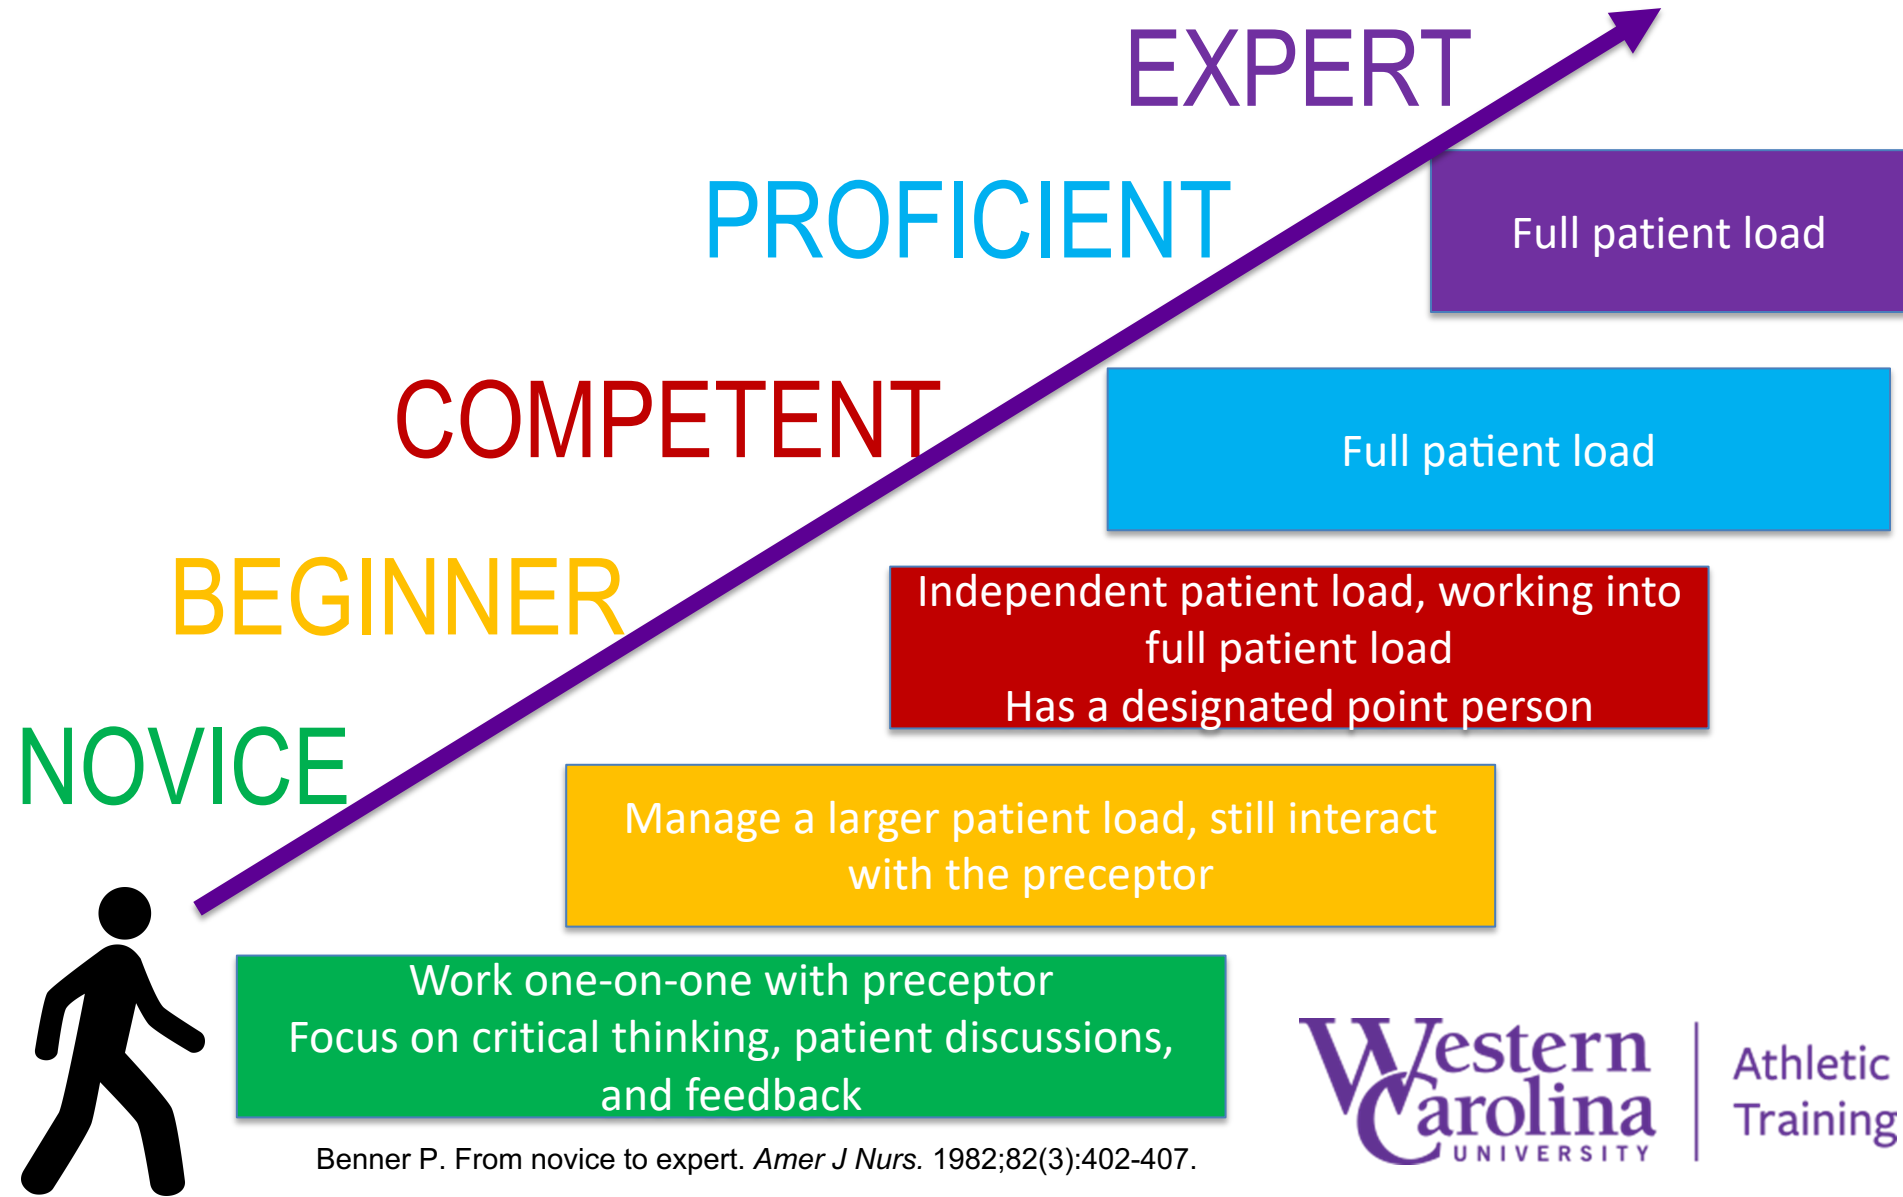 EXPERT
Full patient load
PROFICIENT
Full patient load
COMPETENT
Independent patient load, working into
full patient load
Has a designated point person
BEGINNER
Manage a larger patient load, still interact
with the preceptor
NOVICE
Work one-on-one with preceptor
Focus on critical thinking, patient discussions,
and feedback
Benner P. From novice to expert. Amer J Nurs. 1982;82(3):402-407.
Western
Carolina
UNIVERSITY
Athletic
Training